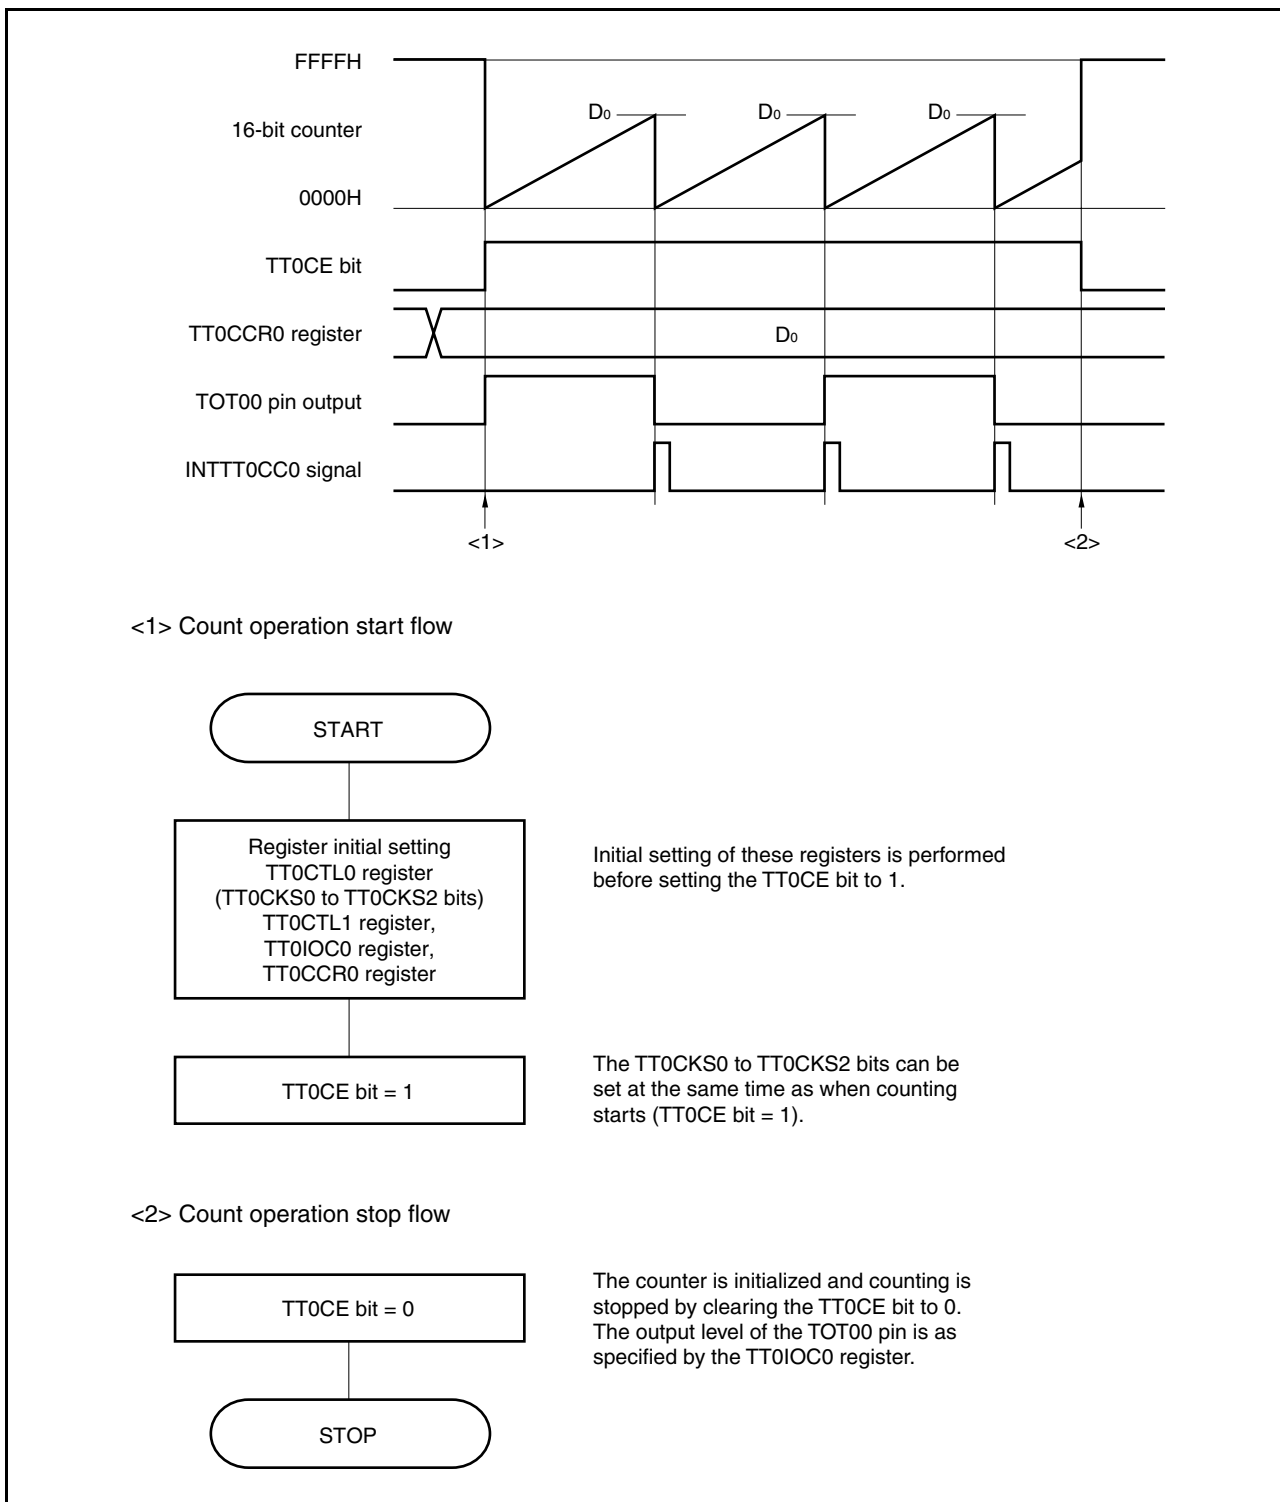 FFFFH
D0 D0 D0
16-bit counter
0000H
TT0CE bit
TT0CCR0 register D0
TOT00 pin output
INTTT0CC0 signal
<1> <2>
<1> Count operation start flow
START
Register initial setting
TT0CTL0 register
(TT0CKS0 to TT0CKS2 bits)
TT0CTL1 register,
TT0IOC0 register,
TT0CCR0 register
Initial setting of these registers is performed
before setting the TT0CE bit to 1.
TT0CE bit = 1
The TT0CKS0 to TT0CKS2 bits can be
set at the same time as when counting
starts (TT0CE bit = 1).
<2> Count operation stop flow
TT0CE bit = 0
The counter is initialized and counting is
stopped by clearing the TT0CE bit to 0.
The output level of the TOT00 pin is as
specified by the TT0IOC0 register.
STOP